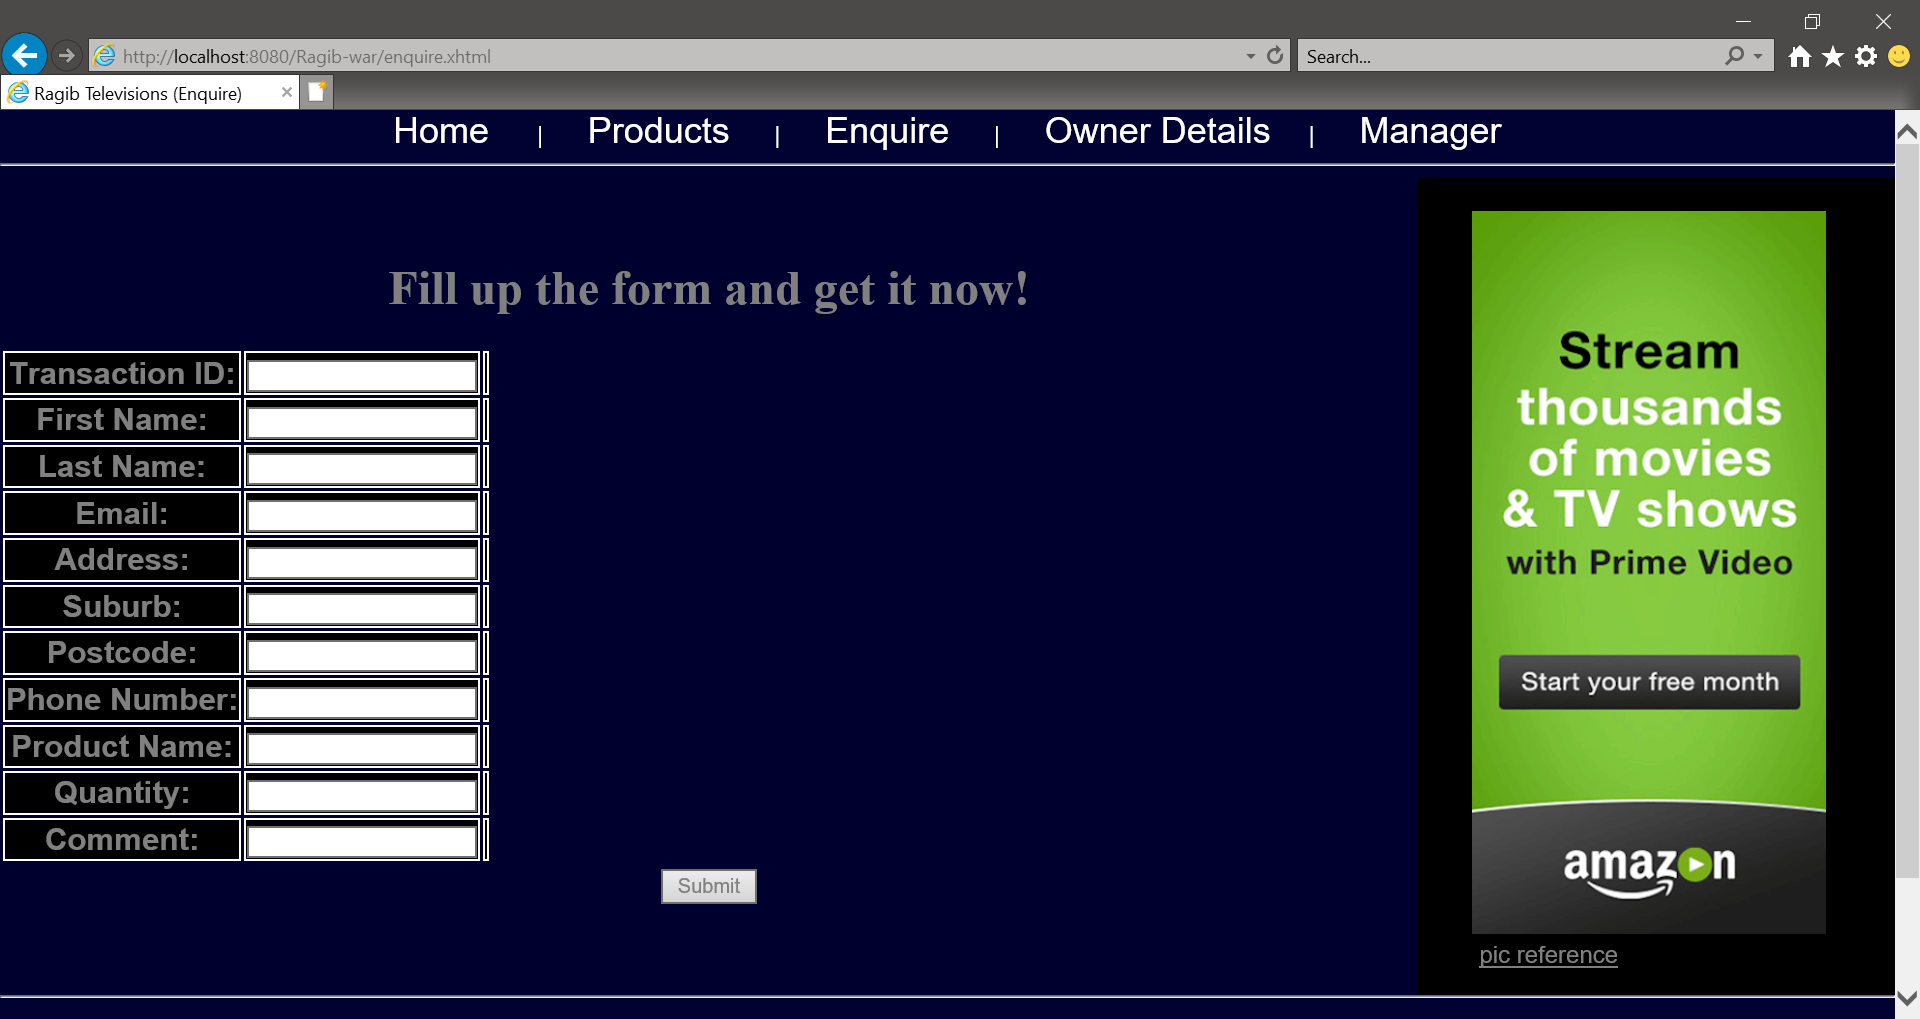 http://localhost:8080/Ragib-war/enquire.xhtml
Search...
Ragib Televisions (Enquire)
Home | Products | Enquire | Owner Details | Manager
Fill up the form and get it now!
Transaction ID:
First Name:
Last Name:
Email:
Address:
Suburb:
Postcode:
Phone Number:
Product Name:
Quantity:
Comment:
Submit
Stream
thousands
of movies
& TV shows
with Prime Video
Start your free month
amazon
pic reference